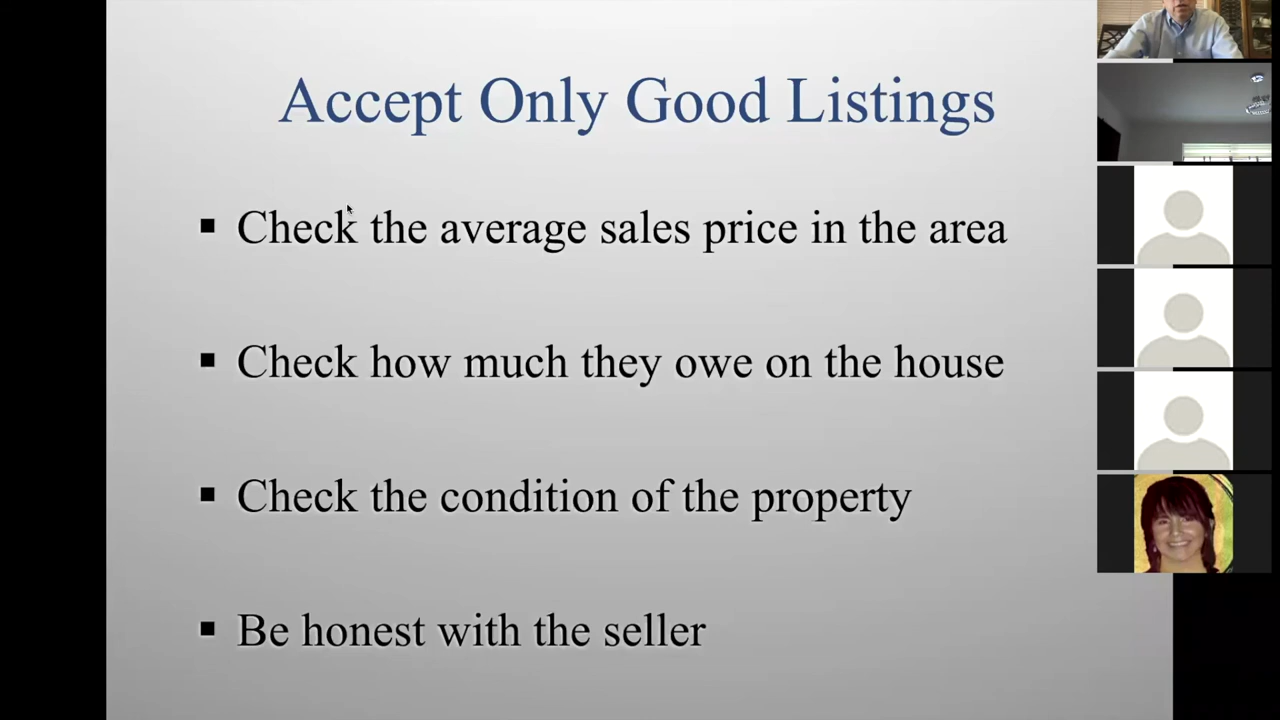 Accept Only Good Listings
▪ Check the average sales price in the area
▪ Check how much they owe on the house
▪ Check the condition of the property
▪ Be honest with the seller